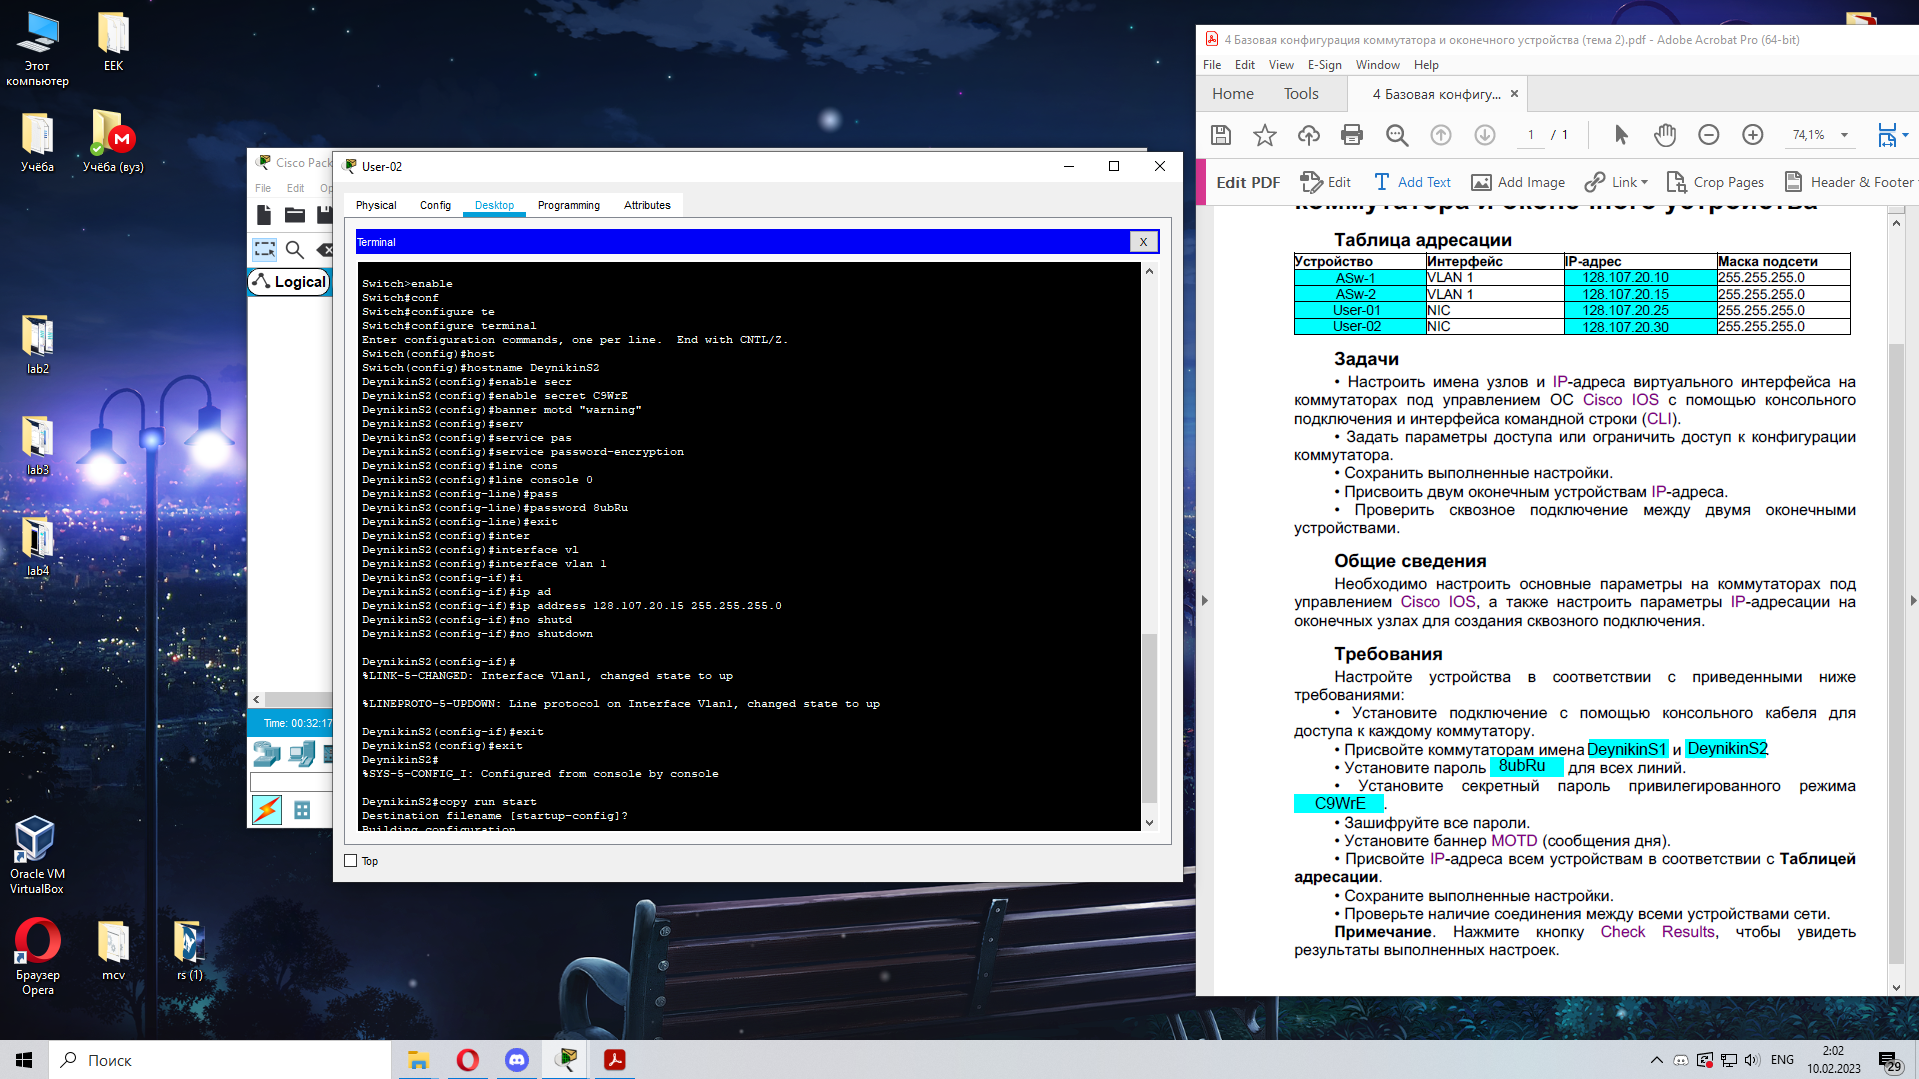 Этот компьютер
ЕЕК
Учёба
Учёба (вуз)
lab2
lab3
lab4
Oracle VM VirtualBox
Браузер Opera
mcv
rs (1)
Cisco Pack
File Edit Op
Logical
Time: 00:32:17
User-02
Physical Config Desktop Programming Attributes
Terminal
X
Switch>enable
Switch#conf
Switch#configure te
Switch#configure terminal
Enter configuration commands, one per line.  End with CNTL/Z.
Switch(config)#host
Switch(config)#hostname DeynikinS2
DeynikinS2(config)#enable secr
DeynikinS2(config)#enable secret C9WrE
DeynikinS2(config)#banner motd "warning"
DeynikinS2(config)#serv
DeynikinS2(config)#service pas
DeynikinS2(config)#service password-encryption
DeynikinS2(config)#line cons
DeynikinS2(config)#line console 0
DeynikinS2(config-line)#pass
DeynikinS2(config-line)#password 8ubRu
DeynikinS2(config-line)#exit
DeynikinS2(config)#inter
DeynikinS2(config)#interface vl
DeynikinS2(config)#interface vlan 1
DeynikinS2(config-if)#i
DeynikinS2(config-if)#ip ad
DeynikinS2(config-if)#ip address 128.107.20.15 255.255.255.0
DeynikinS2(config-if)#no shutd
DeynikinS2(config-if)#no shutdown
DeynikinS2(config-if)#
%LINK-5-CHANGED: Interface Vlan1, changed state to up
%LINEPROTO-5-UPDOWN: Line protocol on Interface Vlan1, changed state to up
DeynikinS2(config-if)#exit
DeynikinS2(config)#exit
DeynikinS2#
%SYS-5-CONFIG_I: Configured from console by console
DeynikinS2#copy run start
Destination filename [startup-config]?
Building configuration
Top
4 Базовая конфигурация коммутатора и оконечного устройства (тема 2).pdf - Adobe Acrobat Pro (64-bit)
File Edit View E-Sign Window Help
Home Tools 4 Базовая конфигу... ×
1 / 1 74,1%
Edit PDF Edit Add Text Add Image Link Crop Pages Header & Footer
коммутатора и оконечного устройства
Таблица адресации
Устройство Интерфейс IP-адрес Маска подсети
ASw-1 VLAN 1 128.107.20.10 255.255.255.0
ASw-2 VLAN 1 128.107.20.15 255.255.255.0
User-01 NIC 128.107.20.25 255.255.255.0
User-02 NIC 128.107.20.30 255.255.255.0
Задачи
• Настроить имена узлов и IP-адреса виртуального интерфейса на
коммутаторах под управлением ОС Cisco IOS с помощью консольного
подключения и интерфейса командной строки (CLI).
• Задать параметры доступа или ограничить доступ к конфигурации
коммутатора.
• Сохранить выполненные настройки.
• Присвоить двум оконечным устройствам IP-адреса.
• Проверить сквозное подключение между двумя оконечными
устройствами.
Общие сведения
Необходимо настроить основные параметры на коммутаторах под
управлением Cisco IOS, а также настроить параметры IP-адресации на
оконечных узлах для создания сквозного подключения.
Требования
Настройте устройства в соответствии с приведенными ниже
требованиями:
• Установите подключение с помощью консольного кабеля для
доступа к каждому коммутатору.
• Присвойте коммутаторам имена DeynikinS1 и DeynikinS2.
• Установите пароль 8ubRu для всех линий.
• Установите секретный пароль привилегированного режима
C9WrE.
• Зашифруйте все пароли.
• Установите баннер MOTD (сообщения дня).
• Присвойте IP-адреса всем устройствам в соответствии с Таблицей
адресации.
• Сохраните выполненные настройки.
• Проверьте наличие соединения между всеми устройствами сети.
Примечание. Нажмите кнопку Check Results, чтобы увидеть
результаты выполненных настроек.
Поиск
ENG
2:02
10.02.2023
29